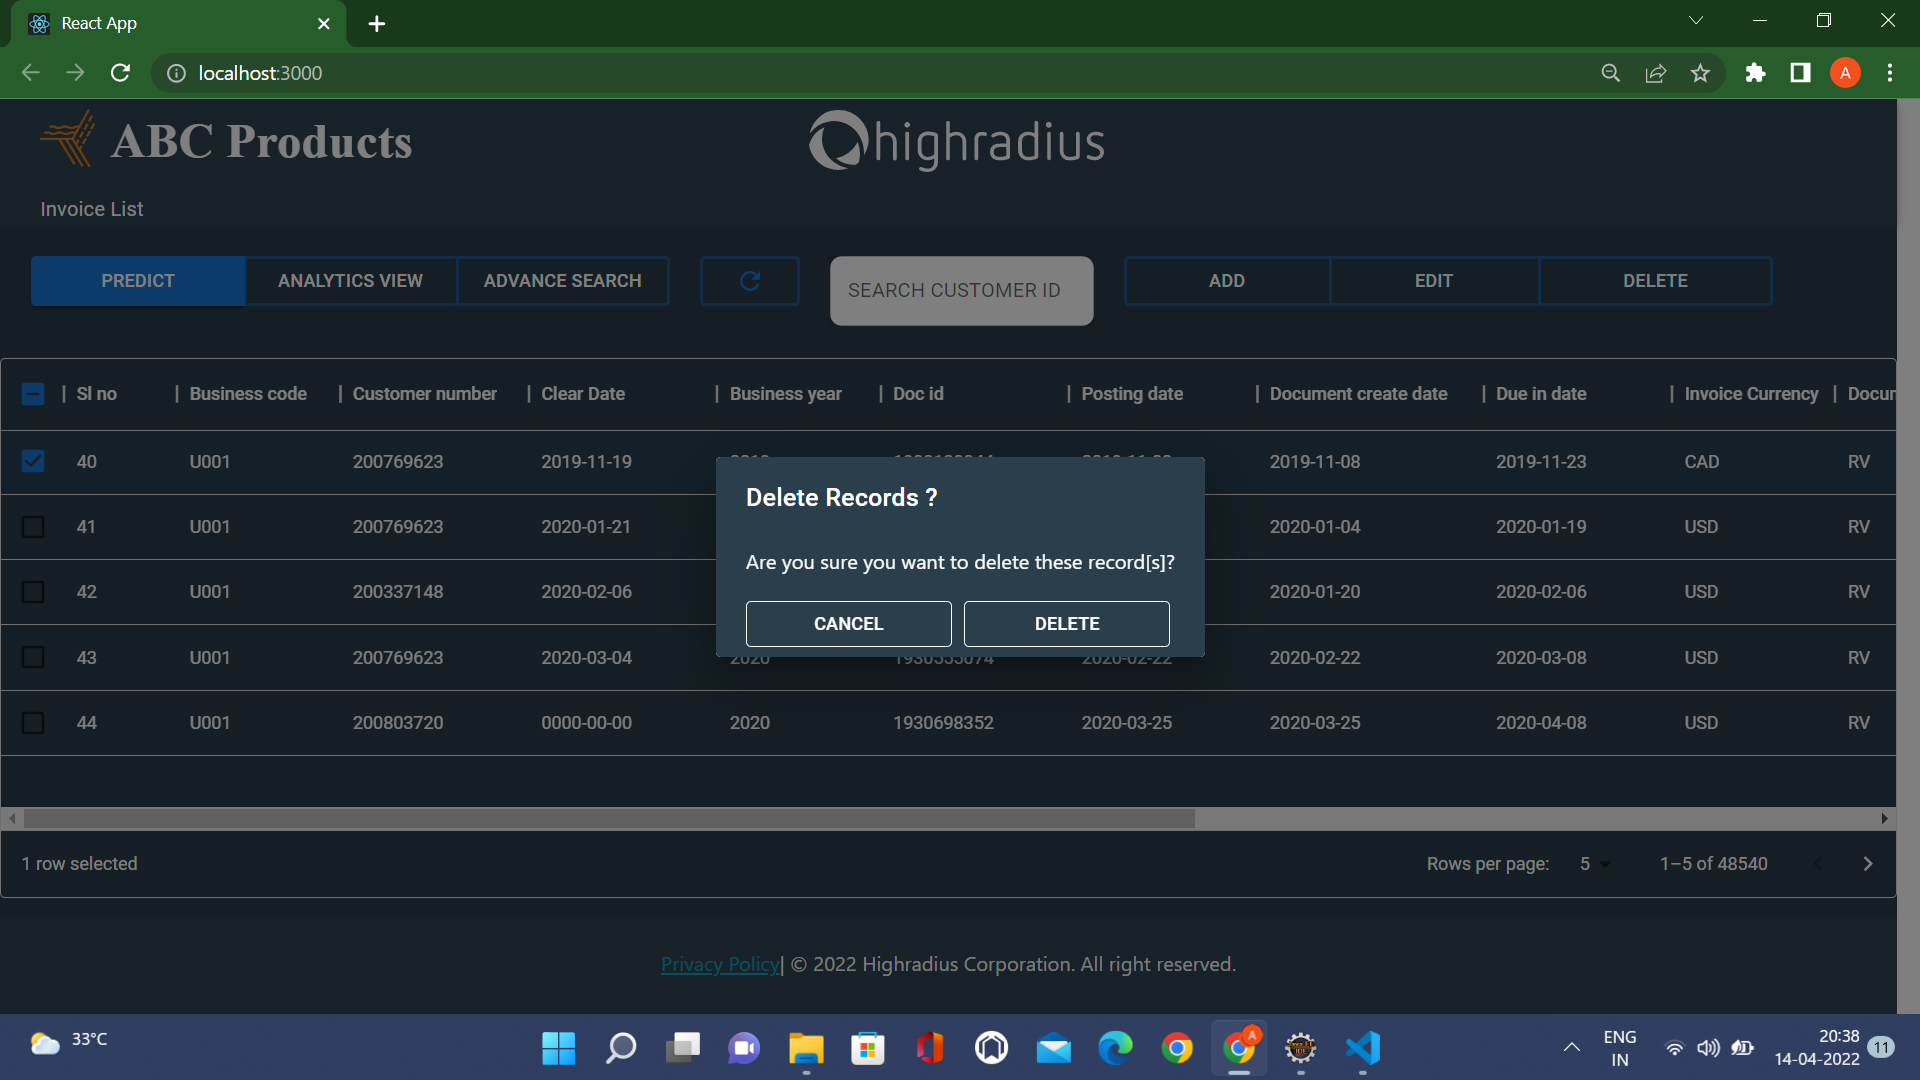 React App
localhost:3000
A
ABC Products
highradius
Invoice List
PREDICT ANALYTICS VIEW ADVANCE SEARCH SEARCH CUSTOMER ID ADD EDIT DELETE
Sl no Business code Customer number Clear Date Business year Doc id Posting date Document create date Due in date Invoice Currency
40 U001 200769623 2019-11-19 2019-11-08 2019-11-23 CAD RV
41 U001 200769623 2020-01-21 2020-01-04 2020-01-19 USD RV
42 U001 200337148 2020-02-06 2020-01-20 2020-02-06 USD RV
43 U001 200769623 2020-03-04 2020 2020-02-22 2020-02-22 2020-03-08 USD RV
44 U001 200803720 0000-00-00 2020 1930698352 2020-03-25 2020-03-25 2020-04-08 USD RV
Delete Records ?
Are you sure you want to delete these record[s]?
CANCEL DELETE
1 row selected Rows per page: 5 1–5 of 48540
Privacy Policy| © 2022 Highradius Corporation. All right reserved.
33°C
A
ENG
IN
20:38
14-04-2022
11